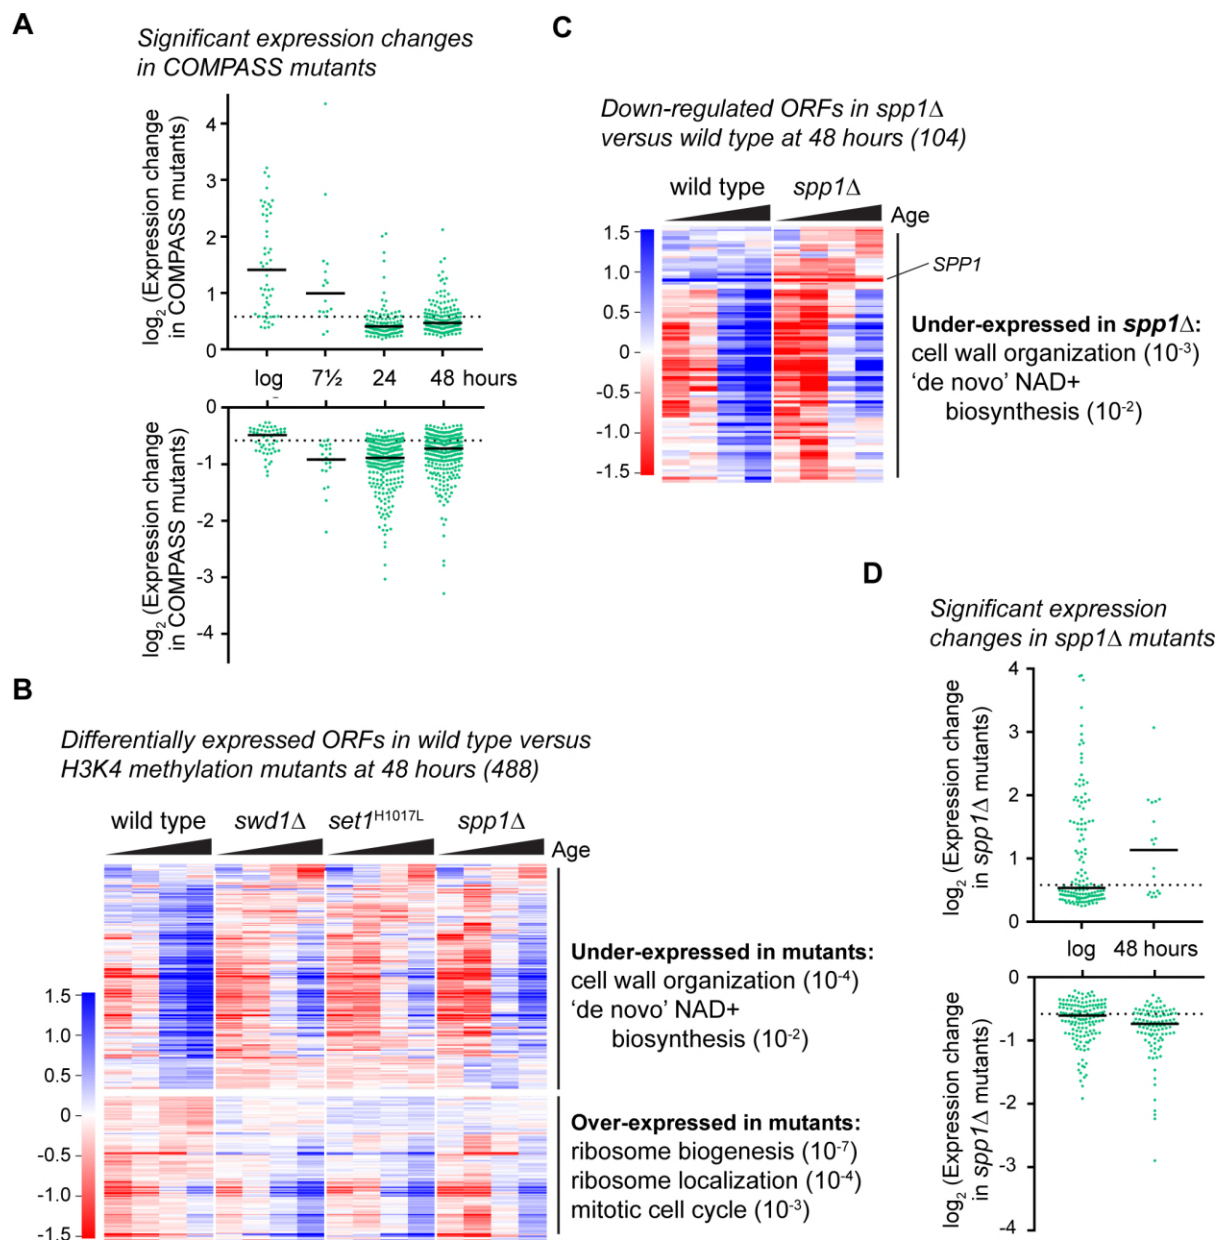 A
Significant expression changes
in COMPASS mutants
log₂ (Expression change
in COMPASS mutants)
4
3
2
1
0
log 7½ 24 48 hours
log₂ (Expression change
in COMPASS mutants)
0
-1
-2
-3
-4
B
Differentially expressed ORFs in wild type versus
H3K4 methylation mutants at 48 hours (488)
wild type swd1Δ set1ᴴ¹⁰¹⁷ᴸ spp1Δ
Age
1.5
1.0
0.5
0
-0.5
-1.0
-1.5
Under-expressed in mutants:
cell wall organization (10⁻⁴)
‘de novo’ NAD+
biosynthesis (10⁻²)
Over-expressed in mutants:
ribosome biogenesis (10⁻⁷)
ribosome localization (10⁻⁴)
mitotic cell cycle (10⁻³)
C
Down-regulated ORFs in spp1Δ
versus wild type at 48 hours (104)
wild type spp1Δ
Age
1.5
1.0
0.5
0
-0.5
-1.0
-1.5
SPP1
Under-expressed in spp1Δ:
cell wall organization (10⁻³)
‘de novo’ NAD+
biosynthesis (10⁻²)
D
Significant expression
changes in spp1Δ mutants
log₂ (Expression change
in spp1Δ mutants)
4
3
2
1
0
log 48 hours
log₂ (Expression change
in spp1Δ mutants)
0
-1
-2
-3
-4